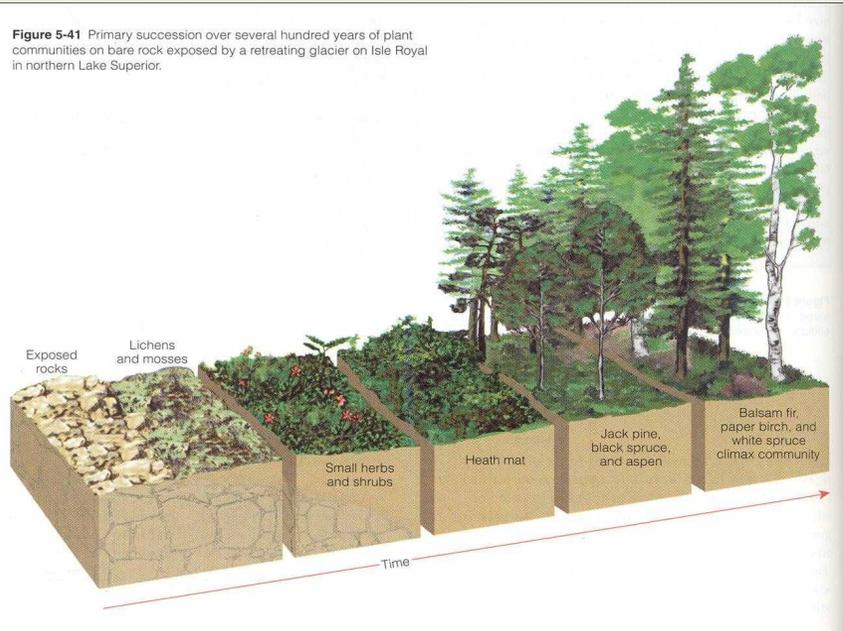 Figure 5-41 Primary succession over several hundred years of plant
communities on bare rock exposed by a retreating glacier on Isle Royal
in northern Lake Superior.
Exposed
rocks
Lichens
and mosses
Small herbs
and shrubs
Heath mat
Jack pine,
black spruce,
and aspen
Balsam fir,
paper birch, and
white spruce
climax community
Time